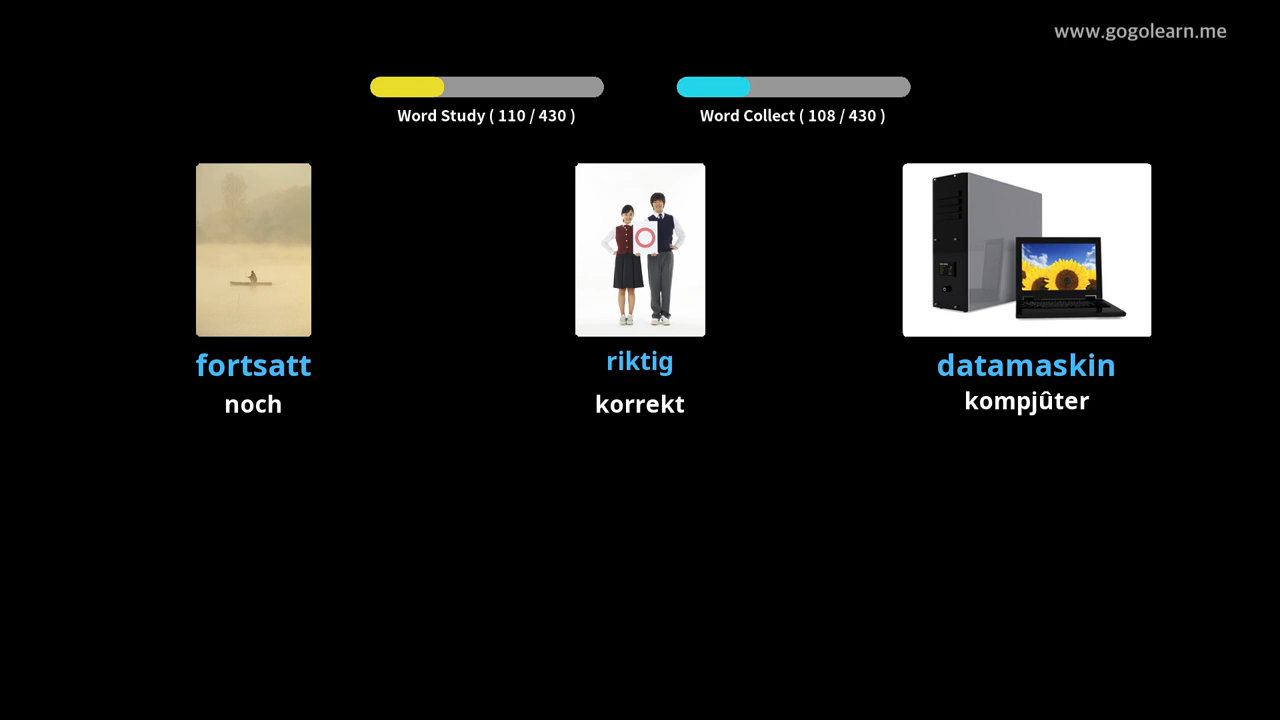 www.gogolearn.me
Word Study ( 110 / 430 )
Word Collect ( 108 / 430 )
fortsatt
noch
riktig
korrekt
datamaskin
kompjûter